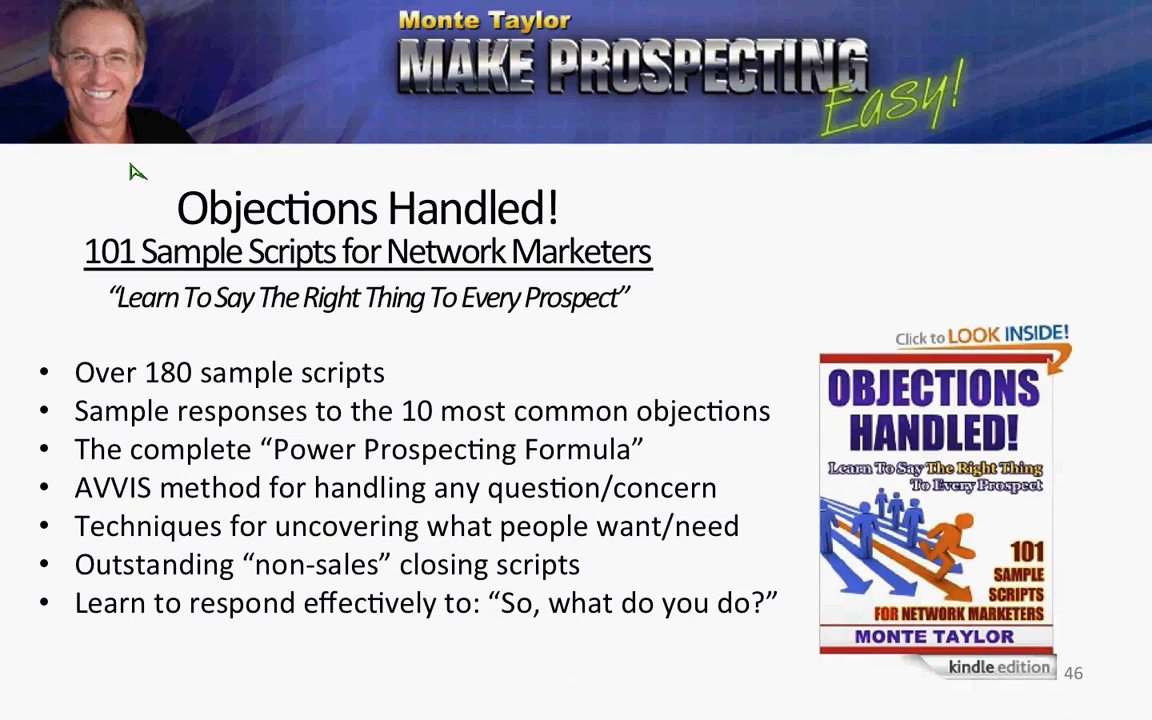 Monte Taylor
MAKE PROSPECTING
Easy!
Objections Handled!
101 Sample Scripts for Network Marketers
“Learn To Say The Right Thing To Every Prospect”
• Over 180 sample scripts
• Sample responses to the 10 most common objections
• The complete “Power Prospecting Formula”
• AVVIS method for handling any question/concern
• Techniques for uncovering what people want/need
• Outstanding “non-sales” closing scripts
• Learn to respond effectively to: “So, what do you do?”
Click to LOOK INSIDE!
OBJECTIONS
HANDLED!
Learn To Say The Right Thing
To Every Prospect
101
SAMPLE
SCRIPTS
FOR NETWORK MARKETERS
MONTE TAYLOR
kindle edition
46